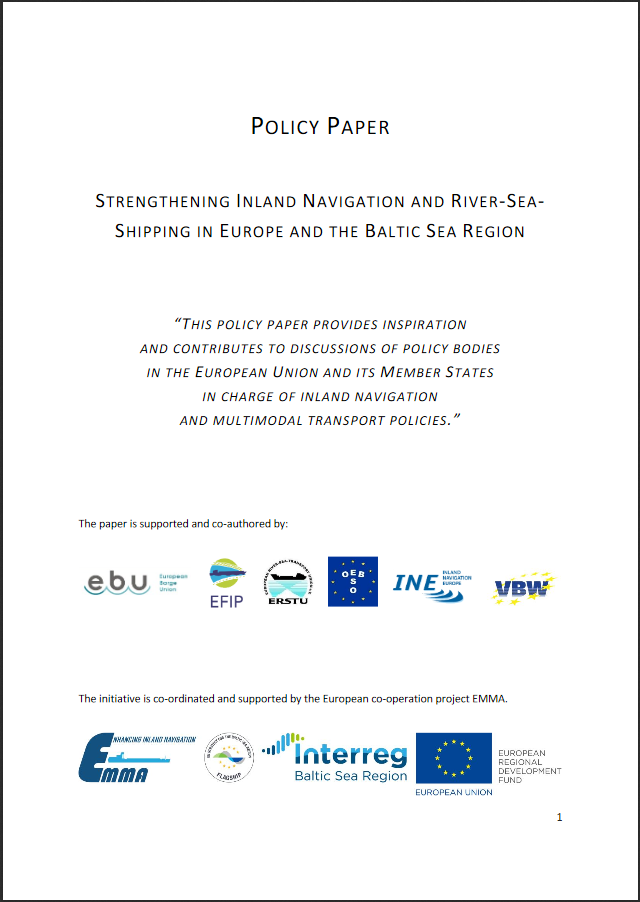 POLICY PAPER
STRENGTHENING INLAND NAVIGATION AND RIVER-SEA-
SHIPPING IN EUROPE AND THE BALTIC SEA REGION
“THIS POLICY PAPER PROVIDES INSPIRATION
AND CONTRIBUTES TO DISCUSSIONS OF POLICY BODIES
IN THE EUROPEAN UNION AND ITS MEMBER STATES
IN CHARGE OF INLAND NAVIGATION
AND MULTIMODAL TRANSPORT POLICIES.”
The paper is supported and co-authored by:
ebu European
Barge
Union
EFIP
ERSTU
OEB
ESO
INE INLAND
NAVIGATION
EUROPE
VBW
The initiative is co-ordinated and supported by the European co-operation project EMMA.
ENHANCING INLAND NAVIGATION
EMMA
FLAGSHIP
Interreg
Baltic Sea Region
EUROPEAN UNION
EUROPEAN
REGIONAL
DEVELOPMENT
FUND
1